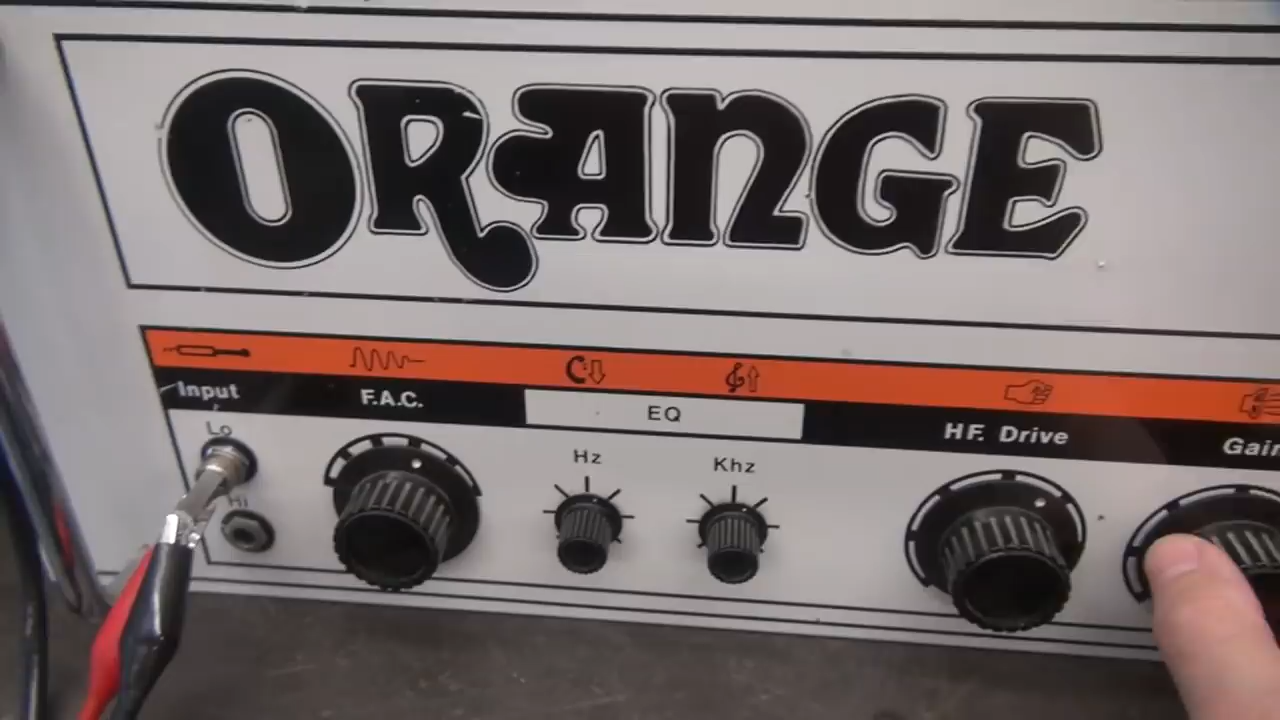 ORANGE
Input
F.A.C.
EQ
HF. Drive
Gain
Lo
Hi
Hz
Khz